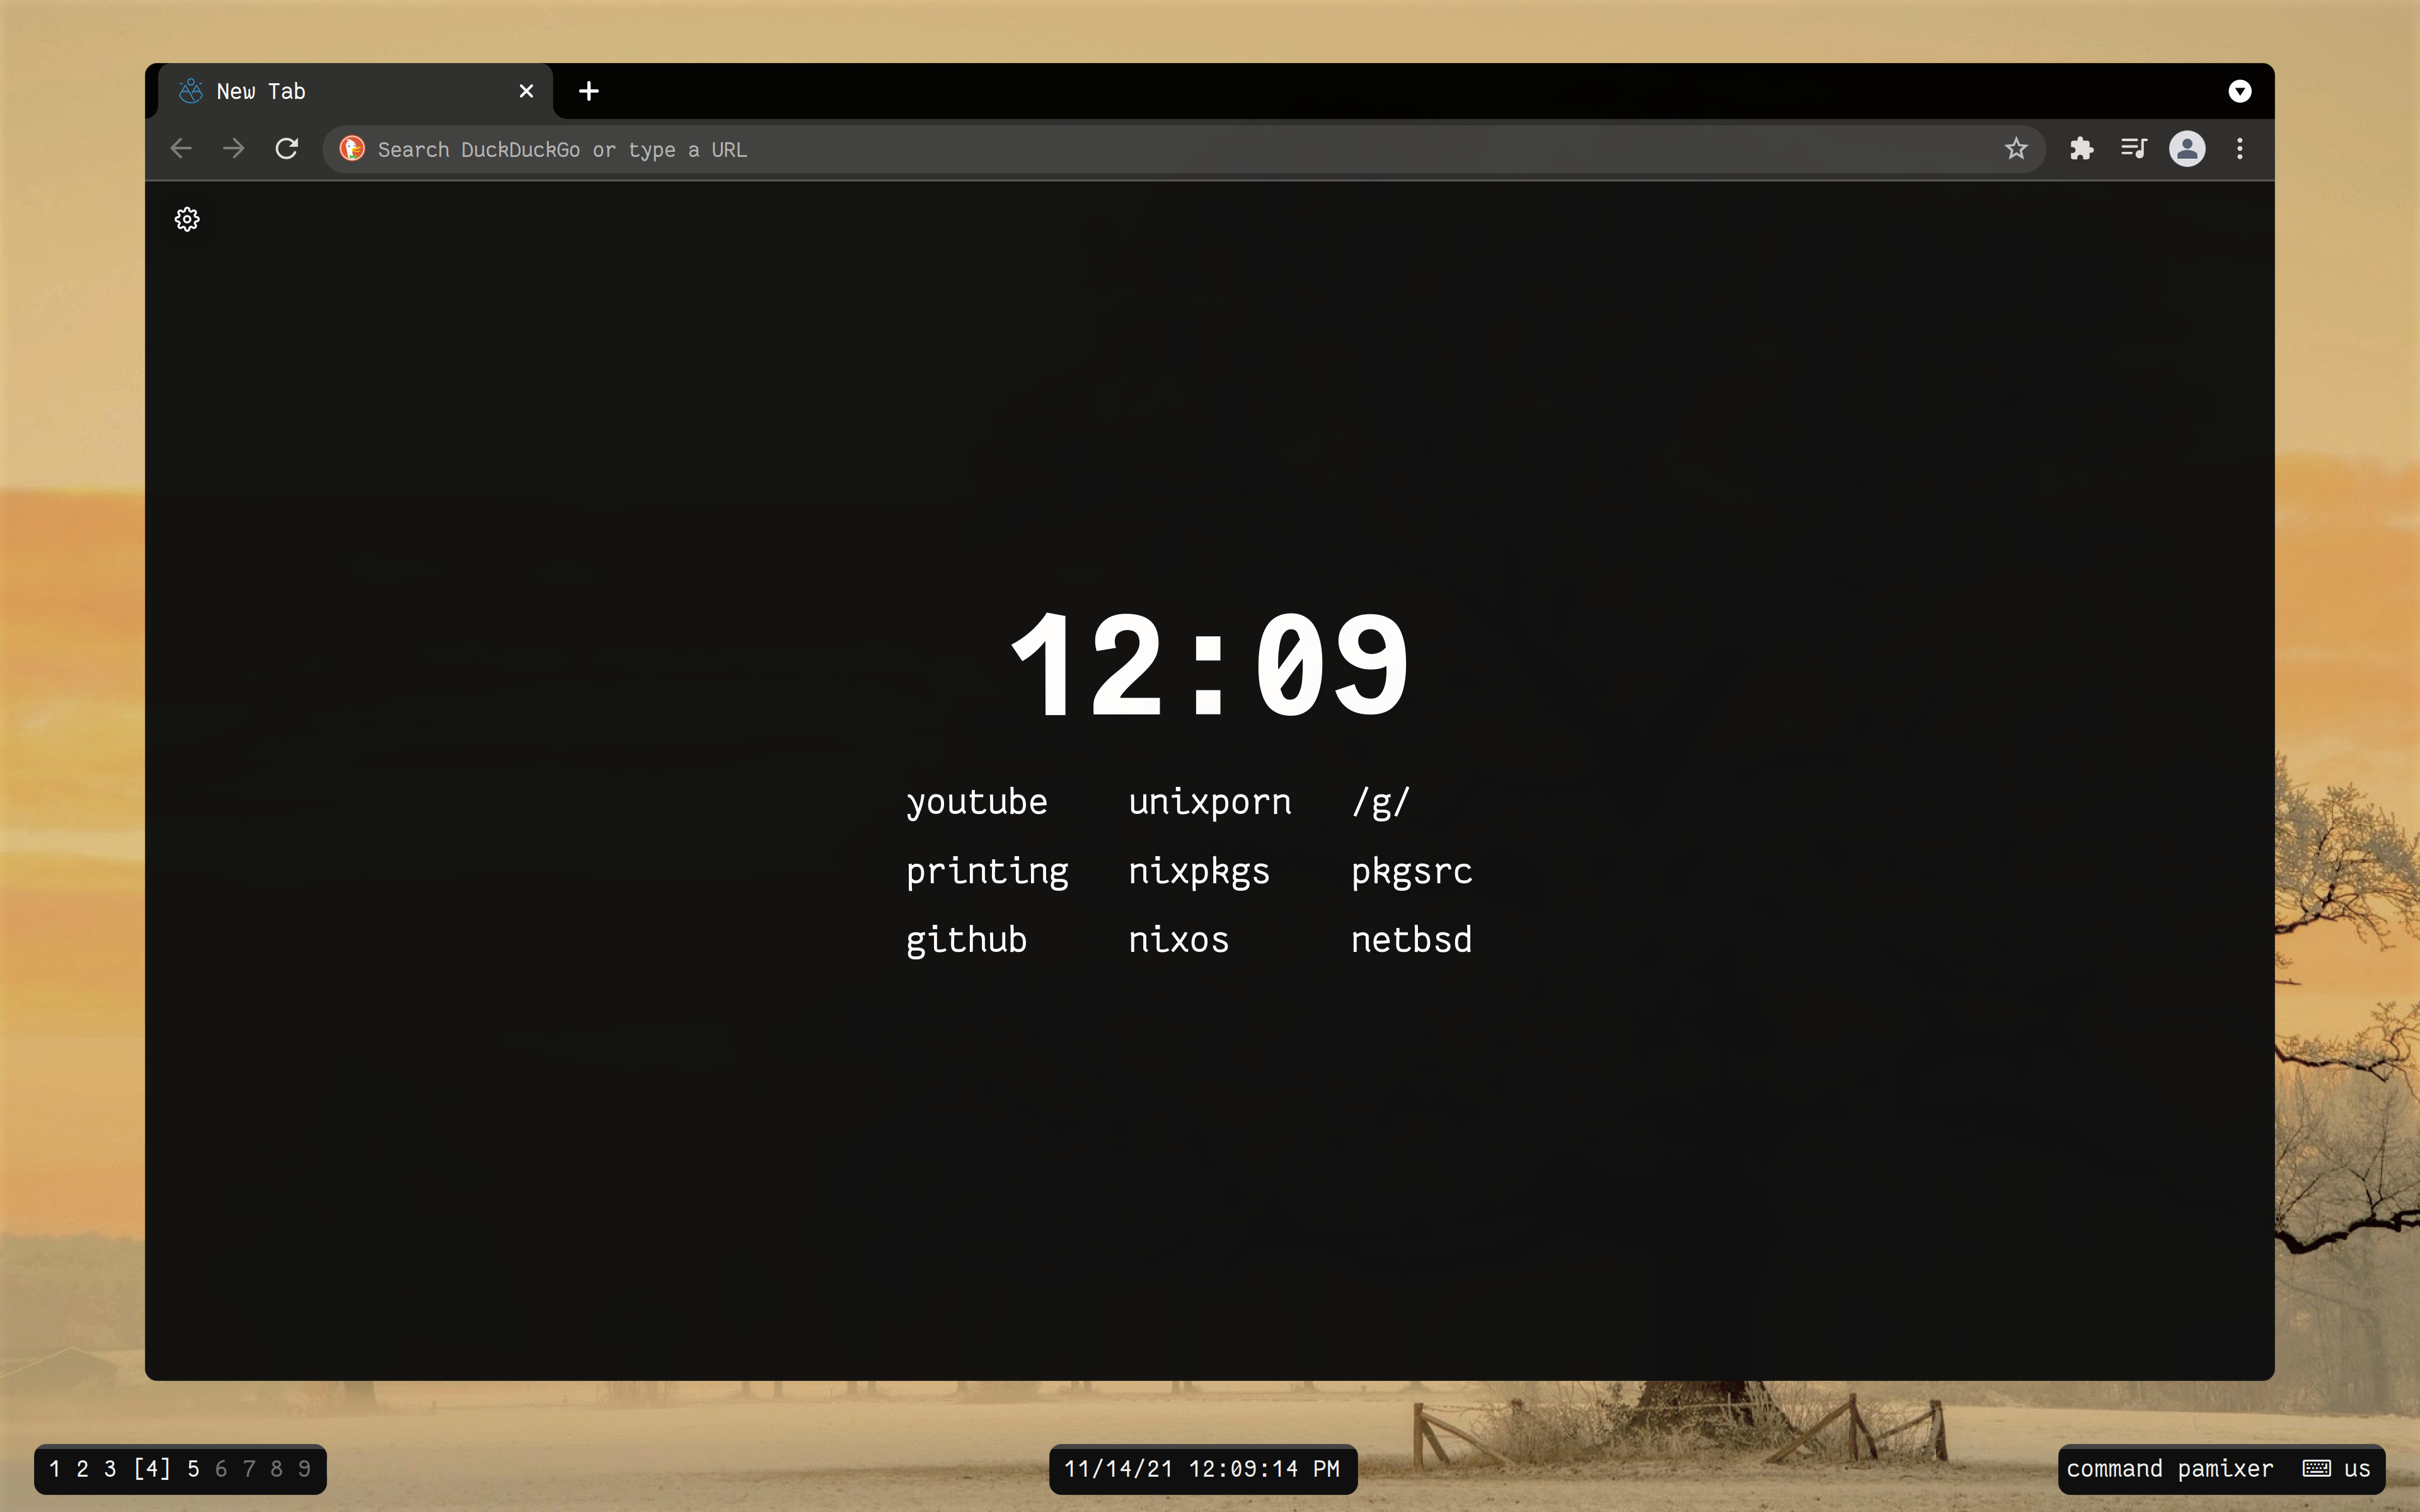 New Tab
Search DuckDuckGo or type a URL
12:09
youtube unixporn /g/
printing nixpkgs pkgsrc
github nixos netbsd
1 2 3 [4] 5 6 7 8 9
11/14/21 12:09:14 PM
command pamixer us